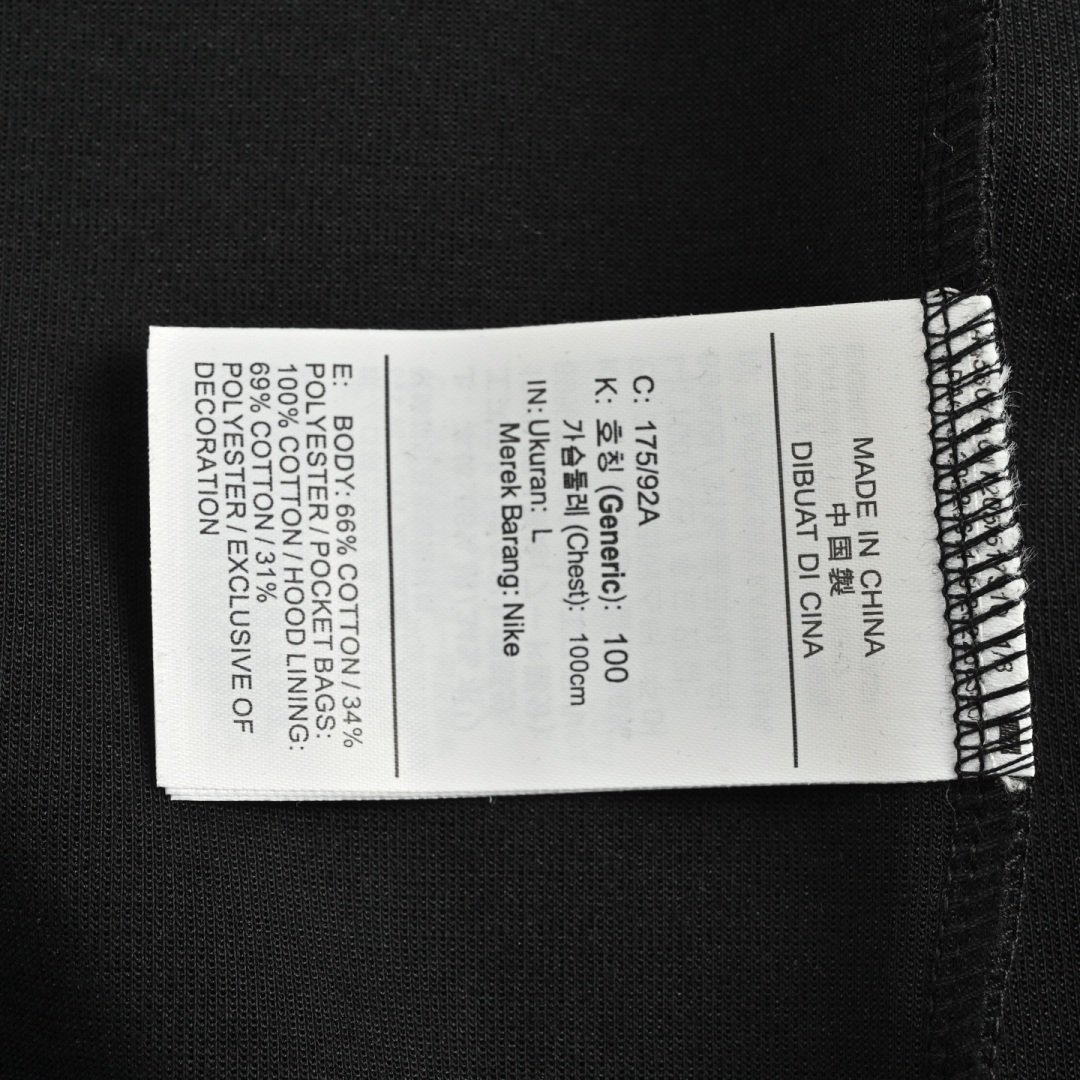 MADE IN CHINA
中国製
DIBUAT DI CINA
C: 175/92A
K: 호칭 (Generic): 100
가슴둘레 (Chest): 100cm
IN: Ukuran: L
Merek Barang: Nike
E: BODY: 66% COTTON / 34%
POLYESTER / POCKET BAGS:
100% COTTON / HOOD LINING:
69% COTTON / 31%
POLYESTER / EXCLUSIVE OF
DECORATION